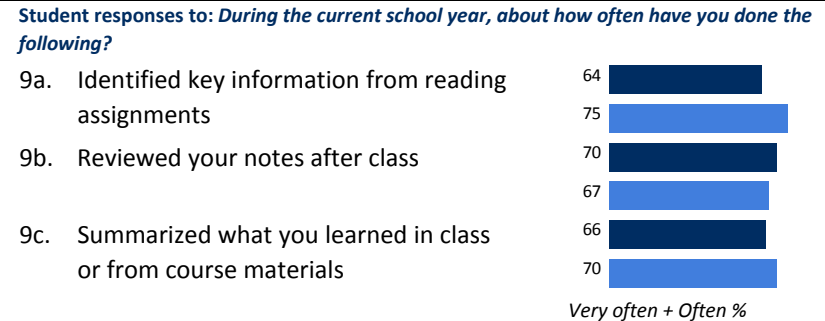 Student responses to: During the current school year, about how often have you done the
following?
9a. Identified key information from reading 64
assignments 75
9b. Reviewed your notes after class 70
67
9c. Summarized what you learned in class 66
or from course materials 70
Very often + Often %